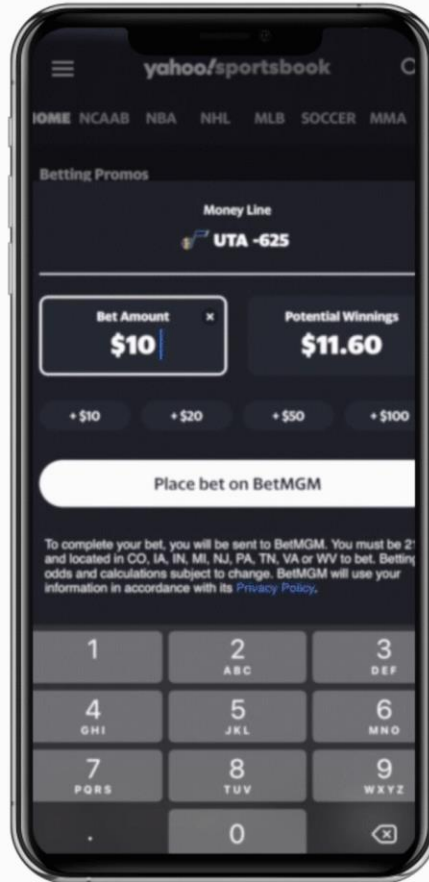 yahoo!sportsbook
HOME NCAAB NBA NHL MLB SOCCER MMA
Betting Promos
Money Line
UTA -625
Bet Amount × Potential Winnings
$10 $11.60
+ $10 + $20 + $50 + $100
Place bet on BetMGM
To complete your bet, you will be sent to BetMGM. You must be 21
and located in CO, IA, IN, MI, NJ, PA, TN, VA or WV to bet. Betting
odds and calculations subject to change. BetMGM will use your
information in accordance with its Privacy Policy.
1 2 3
ABC DEF
4 5 6
GHI JKL MNO
7 8 9
PQRS TUV WXYZ
. 0